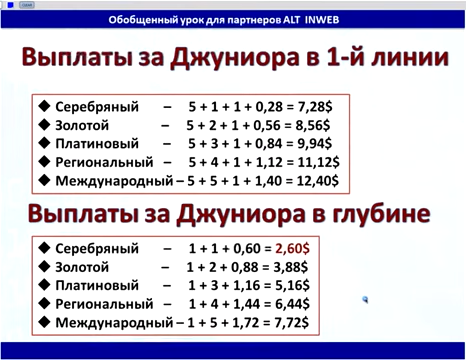 Обобщенный урок для партнеров ALT INWEB
Выплаты за Джуниора в 1-й линии
◆ Серебряный – 5 + 1 + 1 + 0,28 = 7,28$
◆ Золотой – 5 + 2 + 1 + 0,56 = 8,56$
◆ Платиновый – 5 + 3 + 1 + 0,84 = 9,94$
◆ Региональный – 5 + 4 + 1 + 1,12 = 11,12$
◆ Международный – 5 + 5 + 1 + 1,40 = 12,40$
Выплаты за Джуниора в глубине
◆ Серебряный – 1 + 1 + 0,60 = 2,60$
◆ Золотой – 1 + 2 + 0,88 = 3,88$
◆ Платиновый – 1 + 3 + 1,16 = 5,16$
◆ Региональный – 1 + 4 + 1,44 = 6,44$
◆ Международный – 1 + 5 + 1,72 = 7,72$